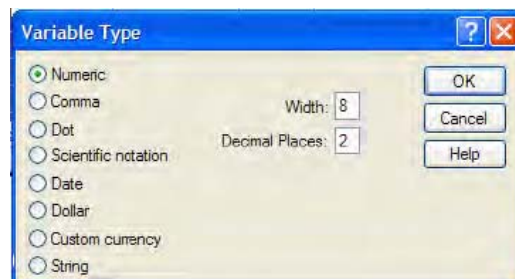 Variable Type
Numeric
Comma
Dot
Scientific notation
Date
Dollar
Custom currency
String
Width: 8
Decimal Places: 2
OK
Cancel
Help